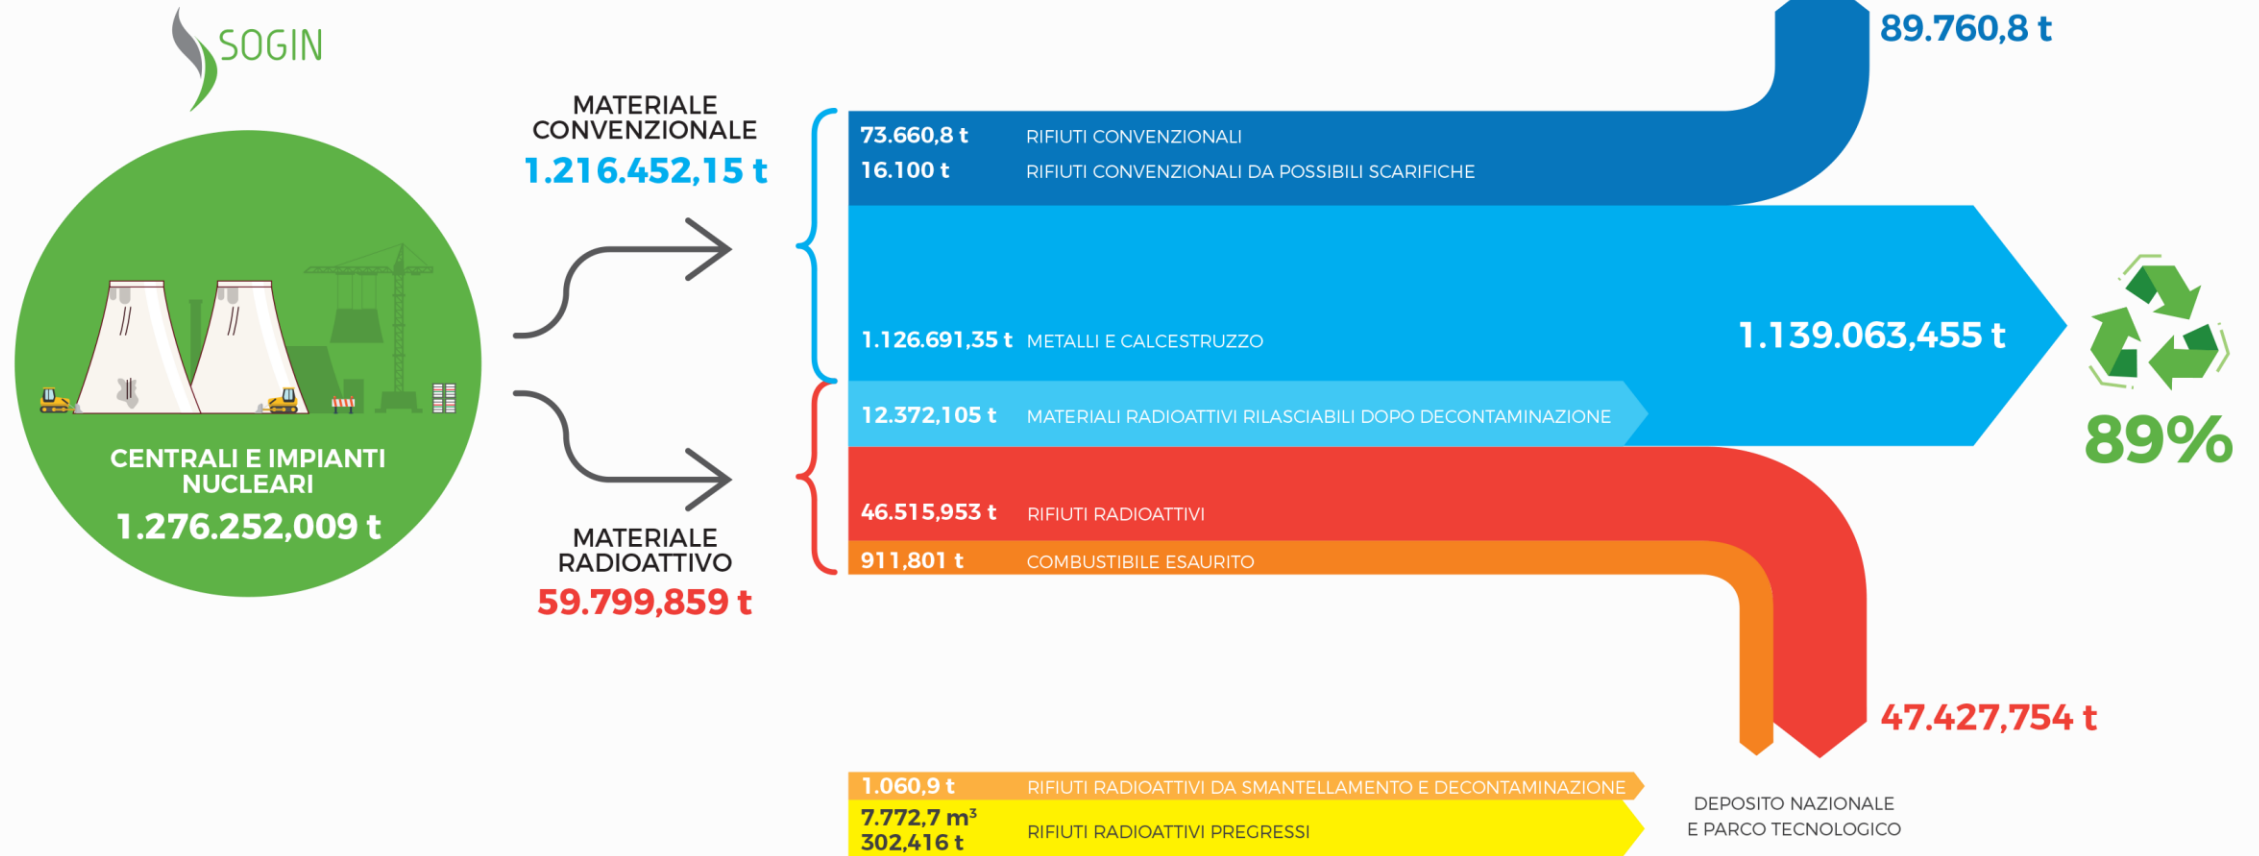 SOGIN
89.760,8 t
MATERIALE
CONVENZIONALE
1.216.452,15 t
73.660,8 t RIFIUTI CONVENZIONALI
16.100 t RIFIUTI CONVENZIONALI DA POSSIBILI SCARIFICHE
1.126.691,35 t METALLI E CALCESTRUZZO
1.139.063,455 t
12.372,105 t MATERIALI RADIOATTIVI RILASCIABILI DOPO DECONTAMINAZIONE
89%
CENTRALI E IMPIANTI
NUCLEARI
1.276.252,009 t
46.515,953 t RIFIUTI RADIOATTIVI
911,801 t COMBUSTIBILE ESAURITO
MATERIALE
RADIOATTIVO
59.799,859 t
47.427,754 t
1.060,9 t RIFIUTI RADIOATTIVI DA SMANTELLAMENTO E DECONTAMINAZIONE
7.772,7 m³
302,416 t RIFIUTI RADIOATTIVI PREGRESSI
DEPOSITO NAZIONALE
E PARCO TECNOLOGICO